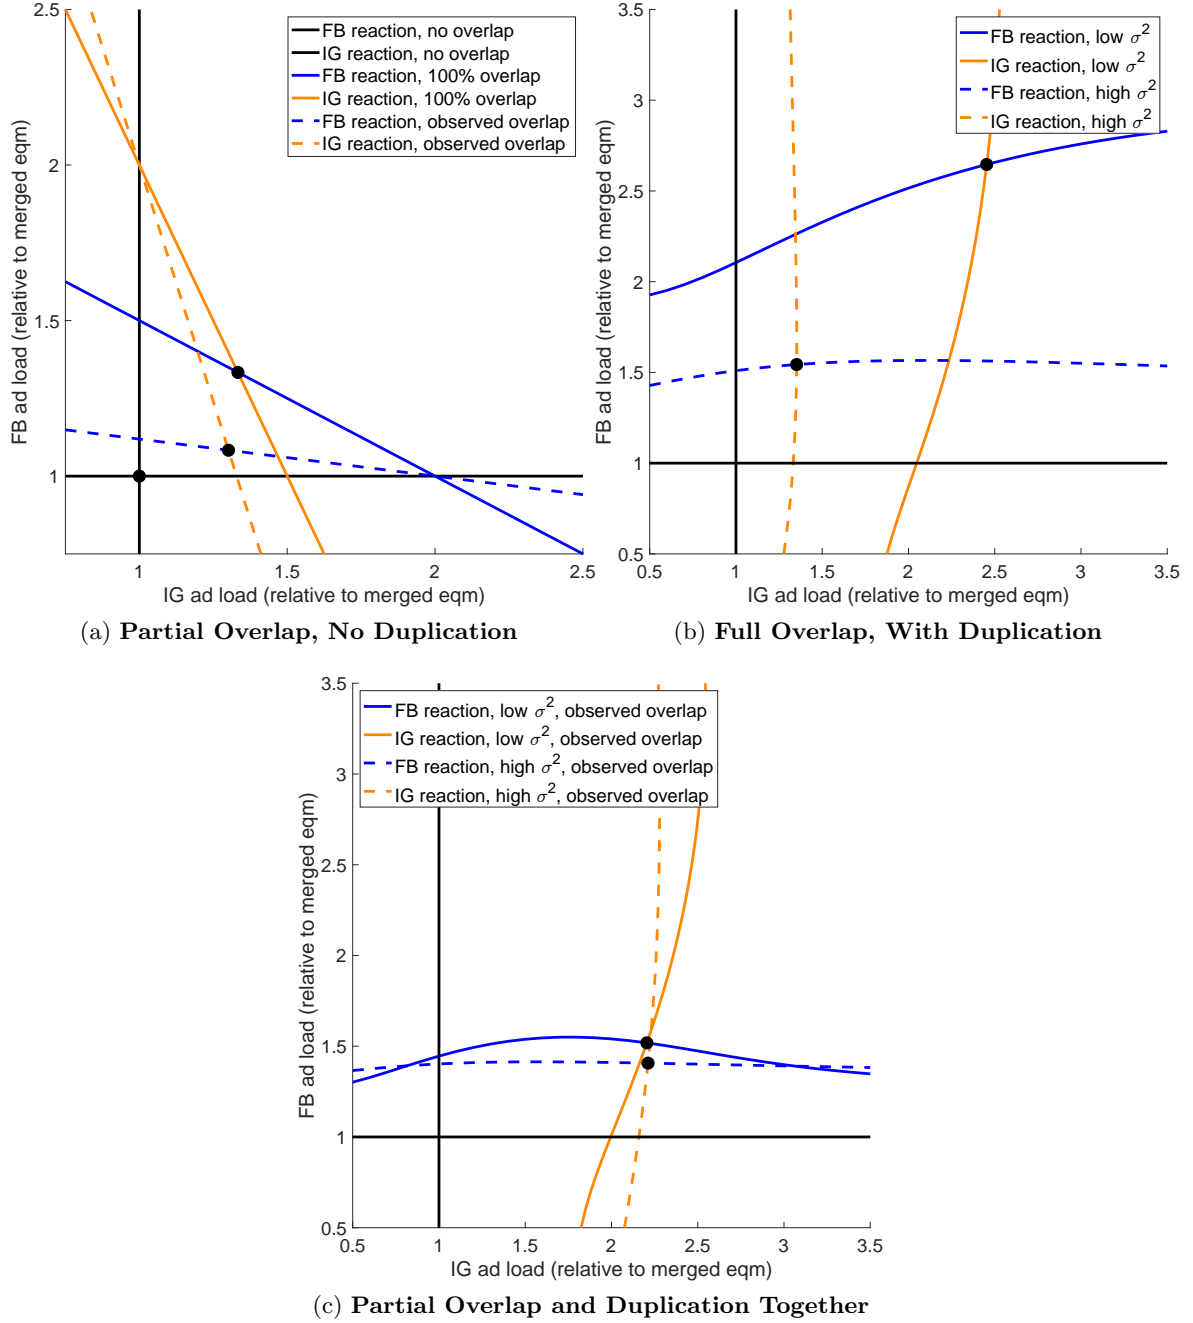 2.5
2
1.5
1
FB ad load (relative to merged eqm)
FB reaction, no overlap
IG reaction, no overlap
FB reaction, 100% overlap
IG reaction, 100% overlap
FB reaction, observed overlap
IG reaction, observed overlap
1
1.5
2
2.5
IG ad load (relative to merged eqm)
(a) Partial Overlap, No Duplication
3.5
3
2.5
2
1.5
1
0.5
FB ad load (relative to merged eqm)
FB reaction, low σ²
IG reaction, low σ²
FB reaction, high σ²
IG reaction, high σ²
0.5
1
1.5
2
2.5
3
3.5
IG ad load (relative to merged eqm)
(b) Full Overlap, With Duplication
3.5
3
2.5
2
1.5
1
0.5
FB ad load (relative to merged eqm)
FB reaction, low σ², observed overlap
IG reaction, low σ², observed overlap
FB reaction, high σ², observed overlap
IG reaction, high σ², observed overlap
0.5
1
1.5
2
2.5
3
3.5
IG ad load (relative to merged eqm)
(c) Partial Overlap and Duplication Together